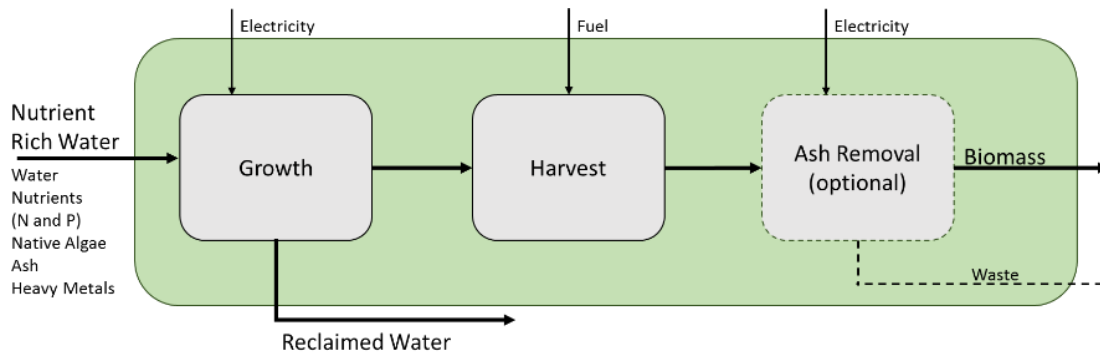 Electricity
Fuel
Electricity
Nutrient
Rich Water
Water
Nutrients
(N and P)
Native Algae
Ash
Heavy Metals
Growth
Harvest
Ash Removal
(optional)
Biomass
Waste
Reclaimed Water